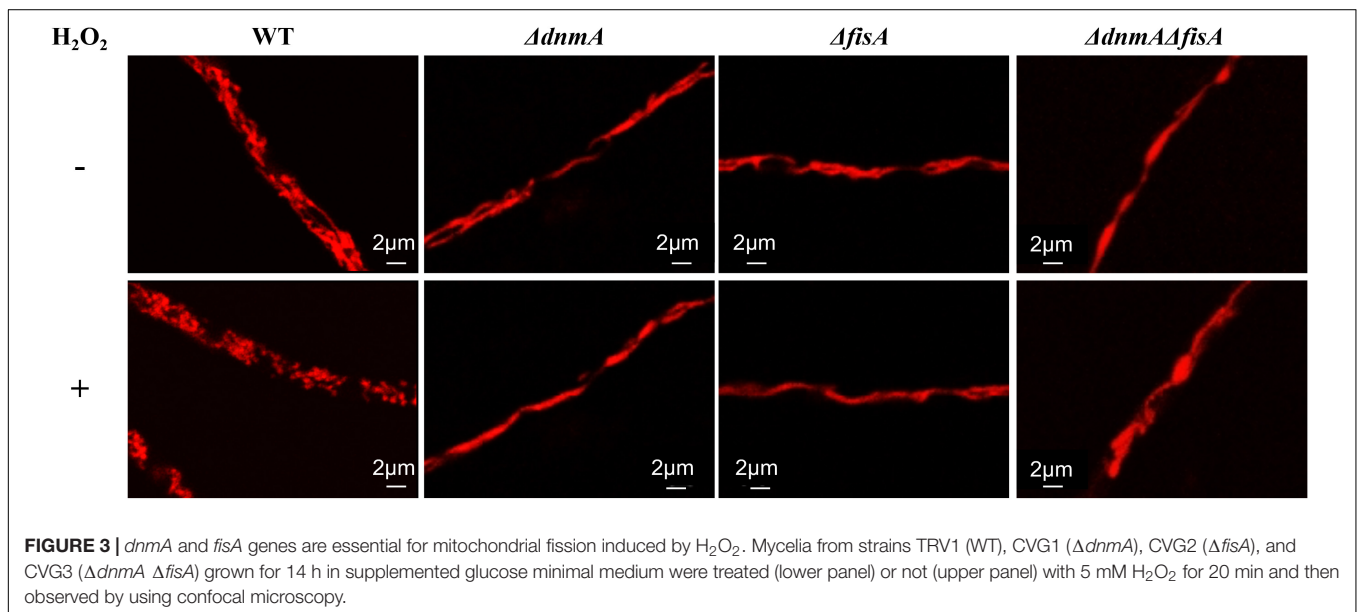 H₂O₂ WT ΔdnmA ΔfisA ΔdnmAΔfisA
-
2µm 2µm 2µm 2µm
+
2µm 2µm 2µm 2µm
FIGURE 3 | dnmA and fisA genes are essential for mitochondrial fission induced by H₂O₂. Mycelia from strains TRV1 (WT), CVG1 (ΔdnmA), CVG2 (ΔfisA), and
CVG3 (ΔdnmA ΔfisA) grown for 14 h in supplemented glucose minimal medium were treated (lower panel) or not (upper panel) with 5 mM H₂O₂ for 20 min and then
observed by using confocal microscopy.